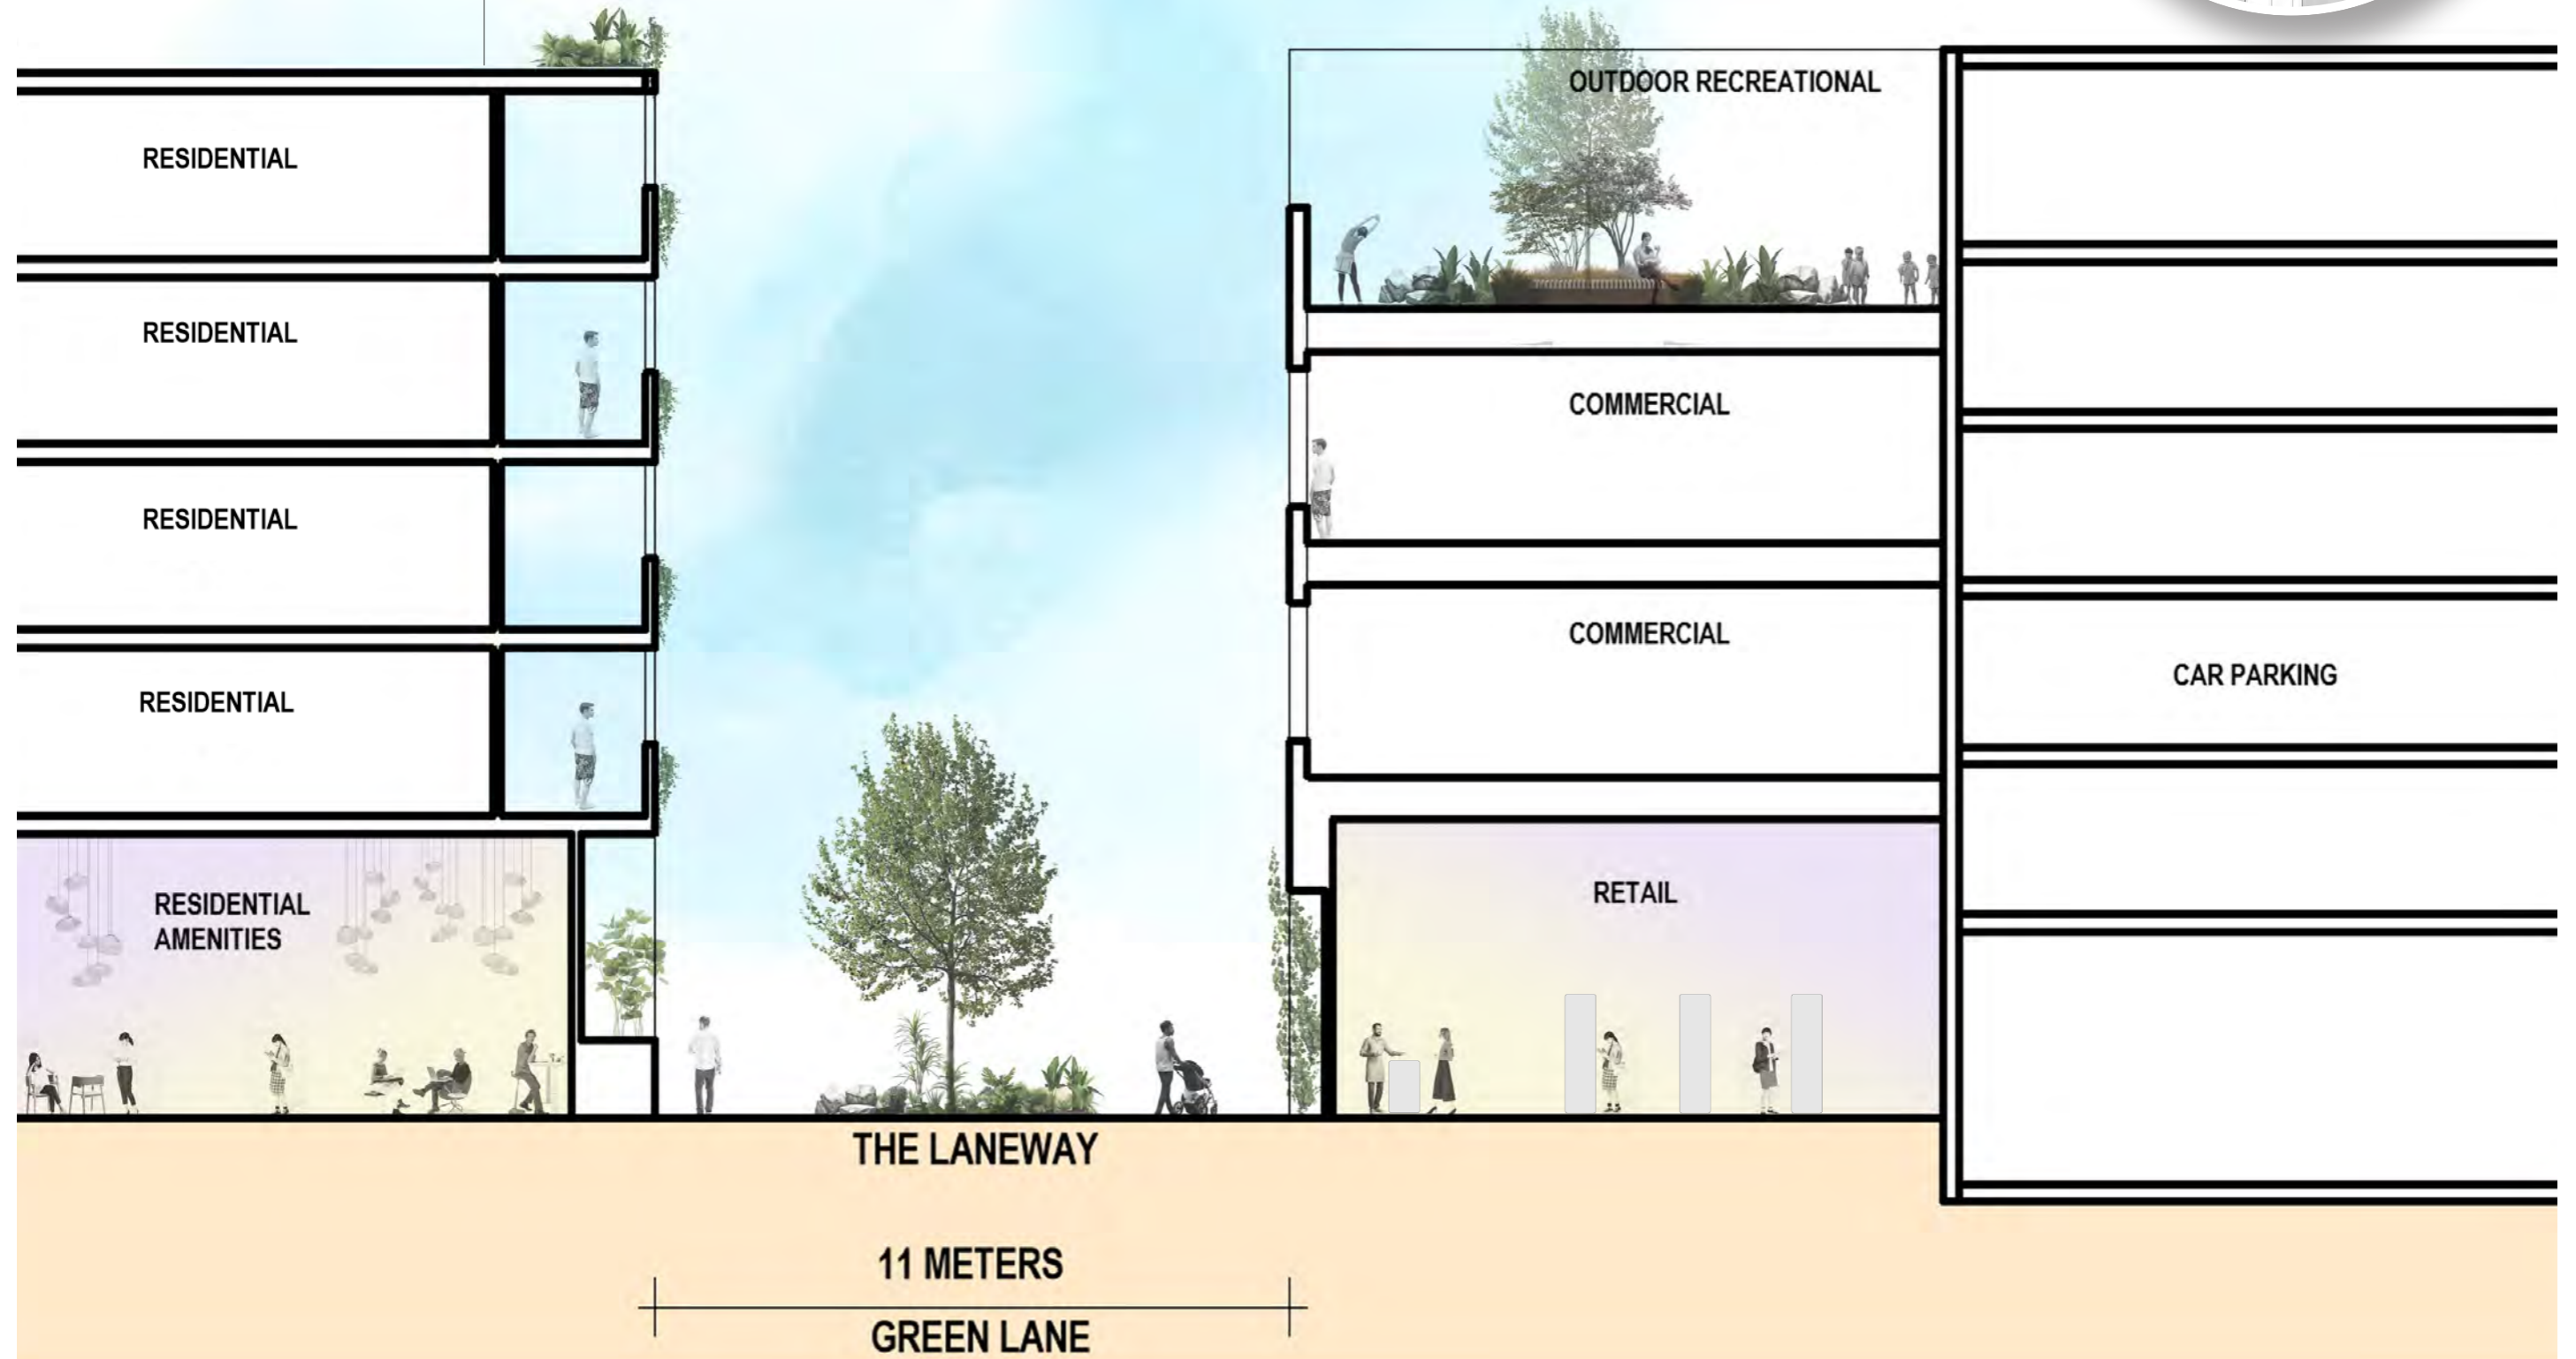 OUTDOOR RECREATIONAL
RESIDENTIAL
RESIDENTIAL
COMMERCIAL
RESIDENTIAL
COMMERCIAL
CAR PARKING
RESIDENTIAL
RESIDENTIAL
AMENITIES
RETAIL
THE LANEWAY
11 METERS
GREEN LANE